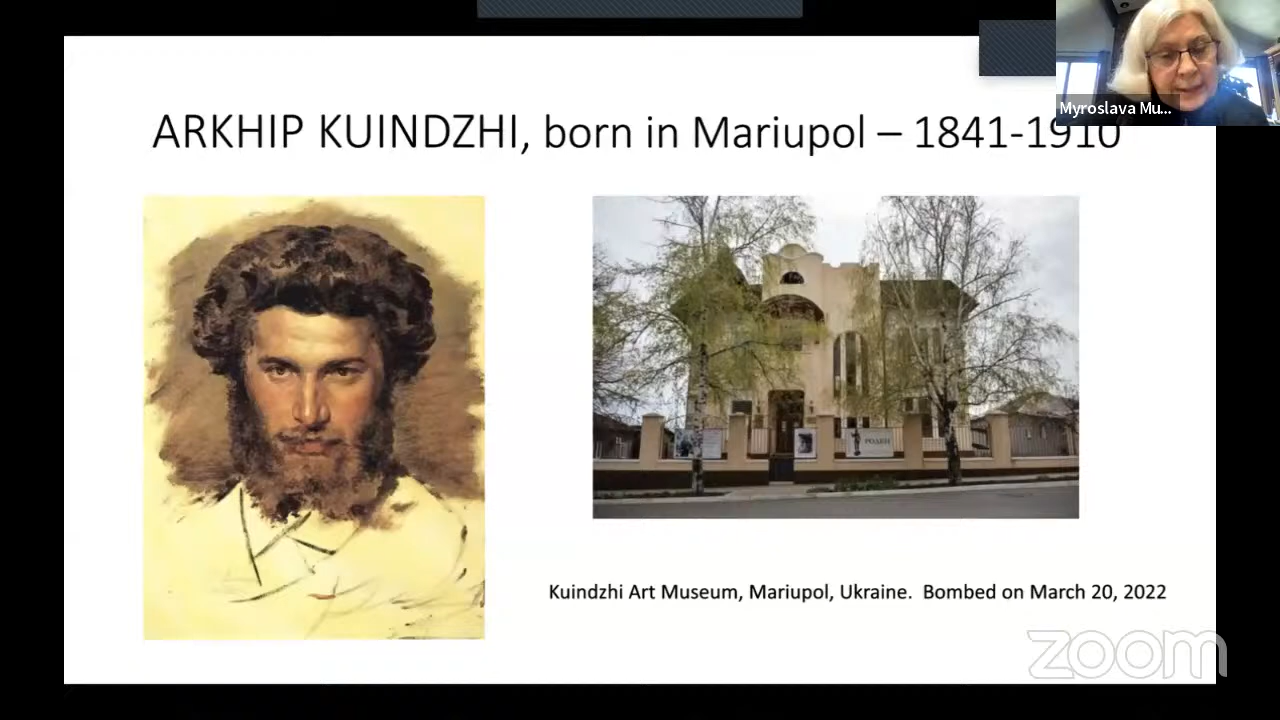 Myroslava Mu...
ARKHIP KUINDZHI, born in Mariupol – 1841-1910
РОДЕН
Kuindzhi Art Museum, Mariupol, Ukraine.  Bombed on March 20, 2022
zoom